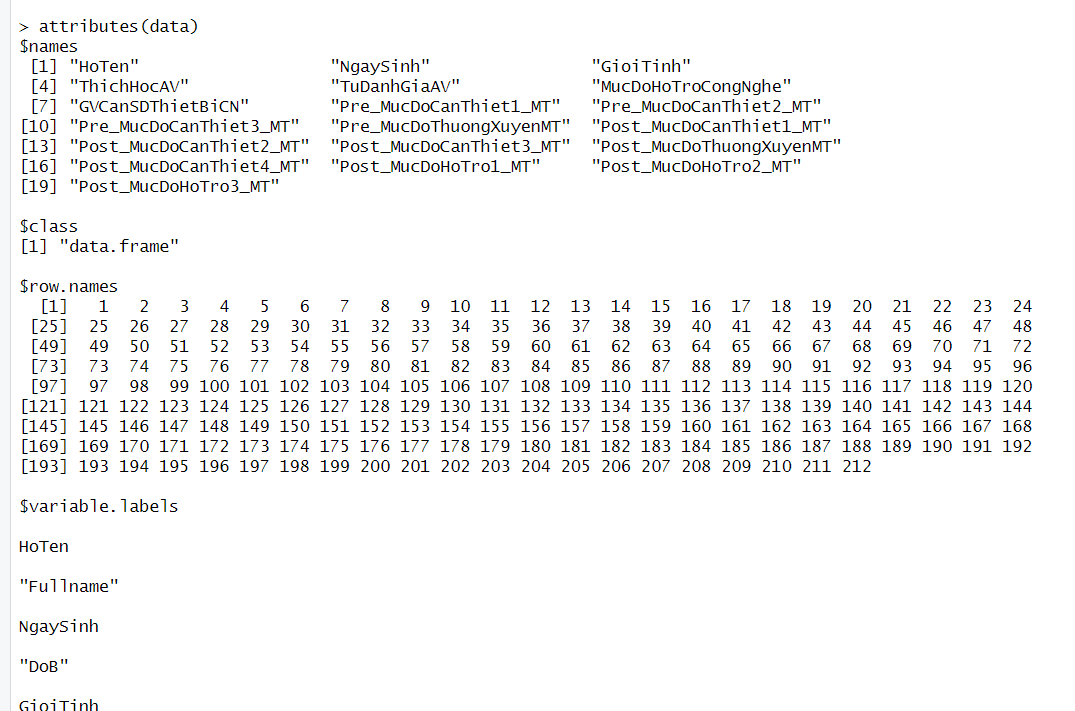 > attributes(data)
$names
[1] "HoTen" "NgaySinh" "GioiTinh"
[4] "ThichHocAV" "TuDanhGiaAV" "MucDoHoTroCongNghe"
[7] "GVCanSDThietBiCN" "Pre_MucDoCanThiet1_MT" "Pre_MucDoCanThiet2_MT"
[10] "Pre_MucDoCanThiet3_MT" "Pre_MucDoThuongXuyenMT" "Post_MucDoCanThiet1_MT"
[13] "Post_MucDoCanThiet2_MT" "Post_MucDoCanThiet3_MT" "Post_MucDoThuongXuyenMT"
[16] "Post_MucDoCanThiet4_MT" "Post_MucDoHoTro1_MT" "Post_MucDoHoTro2_MT"
[19] "Post_MucDoHoTro3_MT"
$class
[1] "data.frame"
$row.names
[1] 1 2 3 4 5 6 7 8 9 10 11 12 13 14 15 16 17 18 19 20 21 22 23 24
[25] 25 26 27 28 29 30 31 32 33 34 35 36 37 38 39 40 41 42 43 44 45 46 47 48
[49] 49 50 51 52 53 54 55 56 57 58 59 60 61 62 63 64 65 66 67 68 69 70 71 72
[73] 73 74 75 76 77 78 79 80 81 82 83 84 85 86 87 88 89 90 91 92 93 94 95 96
[97] 97 98 99 100 101 102 103 104 105 106 107 108 109 110 111 112 113 114 115 116 117 118 119 120
[121] 121 122 123 124 125 126 127 128 129 130 131 132 133 134 135 136 137 138 139 140 141 142 143 144
[145] 145 146 147 148 149 150 151 152 153 154 155 156 157 158 159 160 161 162 163 164 165 166 167 168
[169] 169 170 171 172 173 174 175 176 177 178 179 180 181 182 183 184 185 186 187 188 189 190 191 192
[193] 193 194 195 196 197 198 199 200 201 202 203 204 205 206 207 208 209 210 211 212
$variable.labels
HoTen
"Fullname"
NgaySinh
"DoB"
GioiTinh